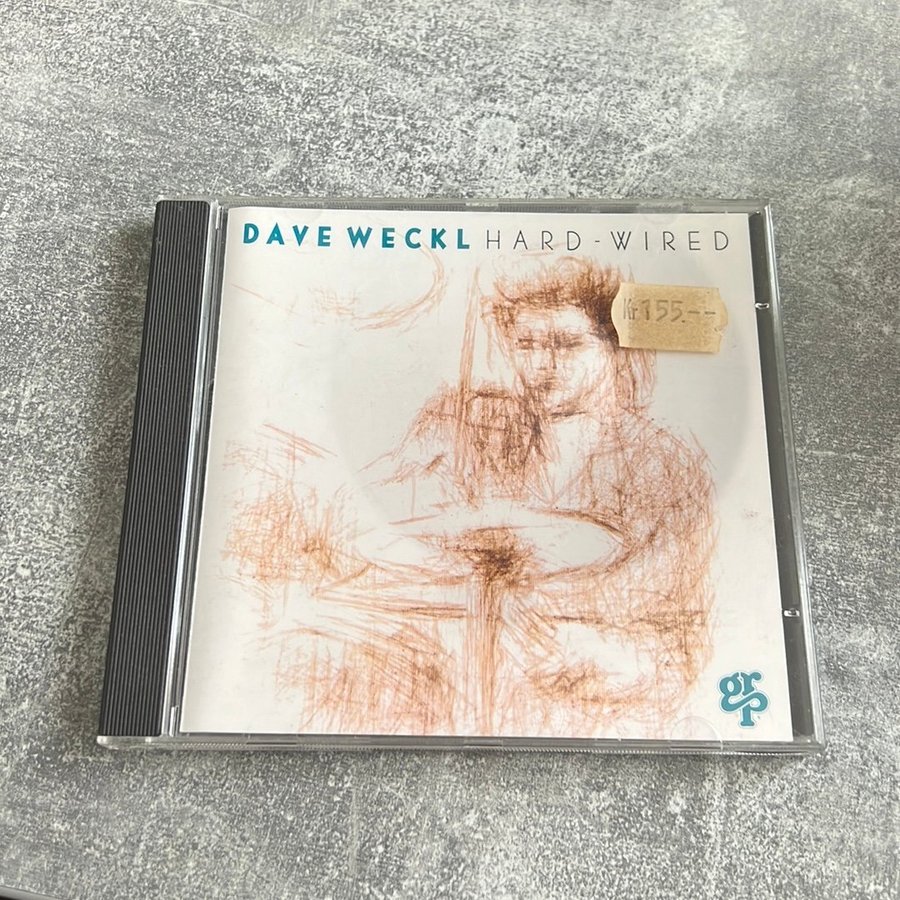 DAVE WECKL HARD-WIRED
Kr 155.--
grp